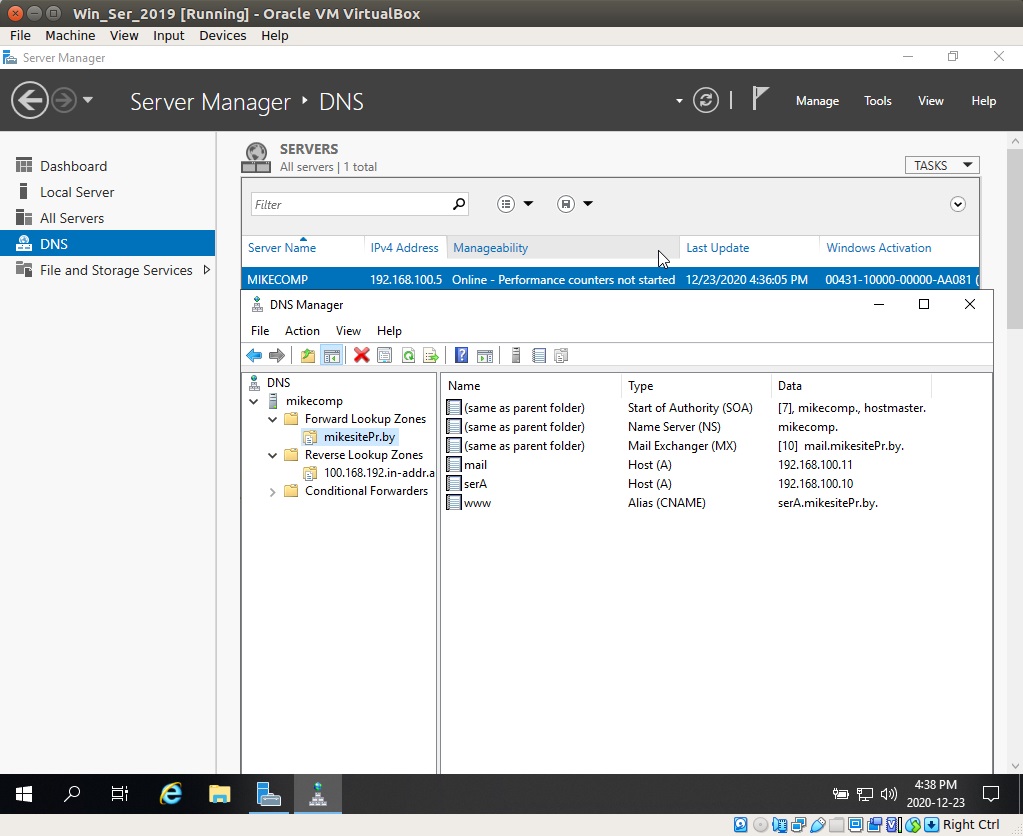 Win_Ser_2019 [Running] - Oracle VM VirtualBox
File Machine View Input Devices Help
Server Manager
Server Manager DNS
Manage Tools View Help
Dashboard
Local Server
All Servers
DNS
File and Storage Services
SERVERS
All servers | 1 total
TASKS
Filter
Server Name IPv4 Address Manageability Last Update Windows Activation
MIKECOMP 192.168.100.5 Online - Performance counters not started 12/23/2020 4:36:05 PM 00431-10000-00000-AA081 (
DNS Manager
File Action View Help
DNS
mikecomp
Forward Lookup Zones
mikesitePr.by
Reverse Lookup Zones
100.168.192.in-addr.a
Conditional Forwarders
Name Type Data
(same as parent folder) Start of Authority (SOA) [7], mikecomp., hostmaster.
(same as parent folder) Name Server (NS) mikecomp.
(same as parent folder) Mail Exchanger (MX) [10] mail.mikesitePr.by.
mail Host (A) 192.168.100.11
serA Host (A) 192.168.100.10
www Alias (CNAME) serA.mikesitePr.by.
4:38 PM
2020-12-23
Right Ctrl